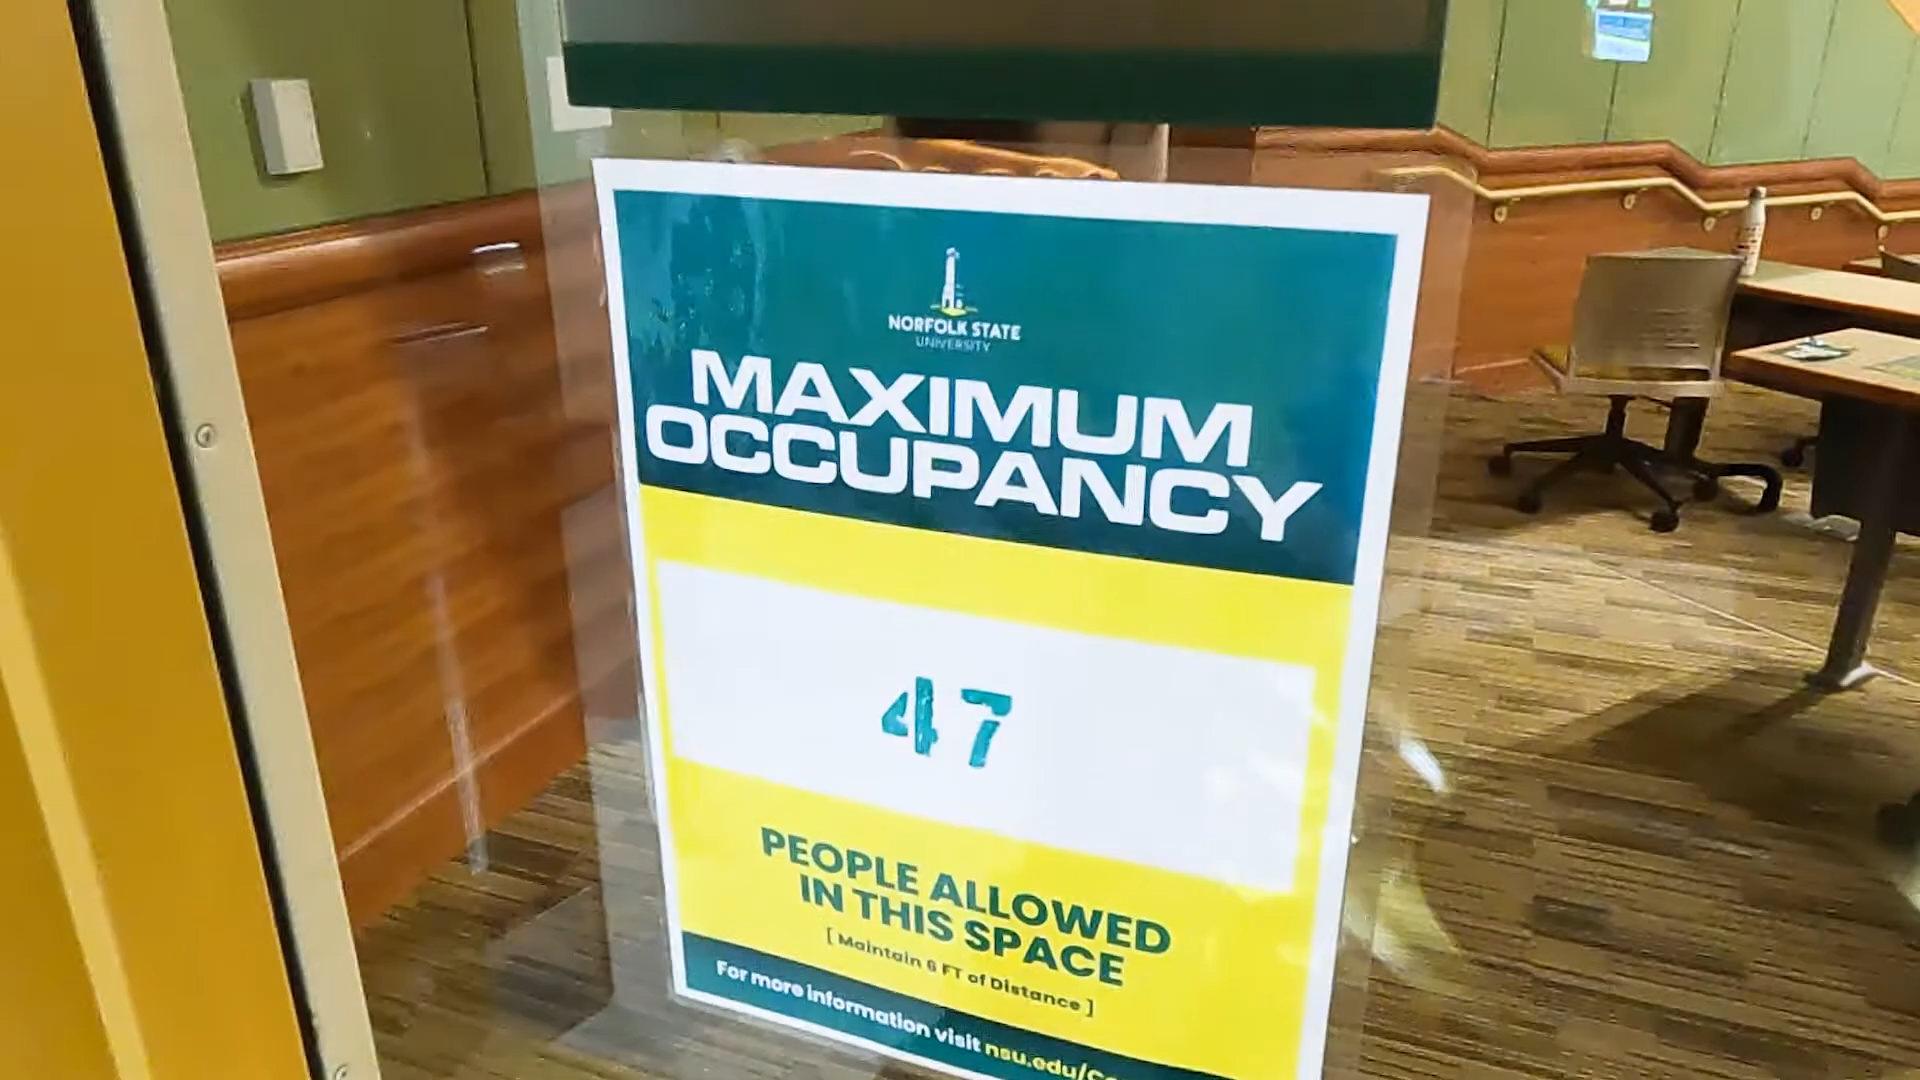 NORFOLK STATE
UNIVERSITY
MAXIMUM
OCCUPANCY
47
PEOPLE ALLOWED
IN THIS SPACE
[ Maintain 6 FT of Distance ]
For more information visit nsu.edu/